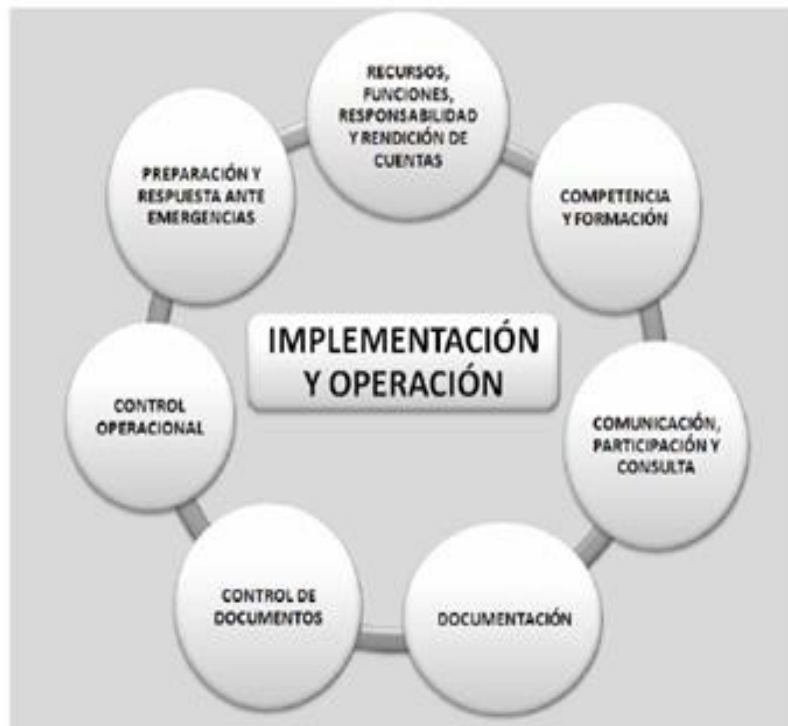 RECURSOS,
FUNCIONES,
RESPONSABILIDAD
Y RENDICIÓN DE
CUENTAS
COMPETENCIA
Y FORMACIÓN
COMUNICACIÓN,
PARTICIPACIÓN Y
CONSULTA
DOCUMENTACIÓN
CONTROL DE
DOCUMENTOS
CONTROL
OPERACIONAL
PREPARACIÓN Y
RESPUESTA ANTE
EMERGENCIAS
IMPLEMENTACIÓN
Y OPERACIÓN